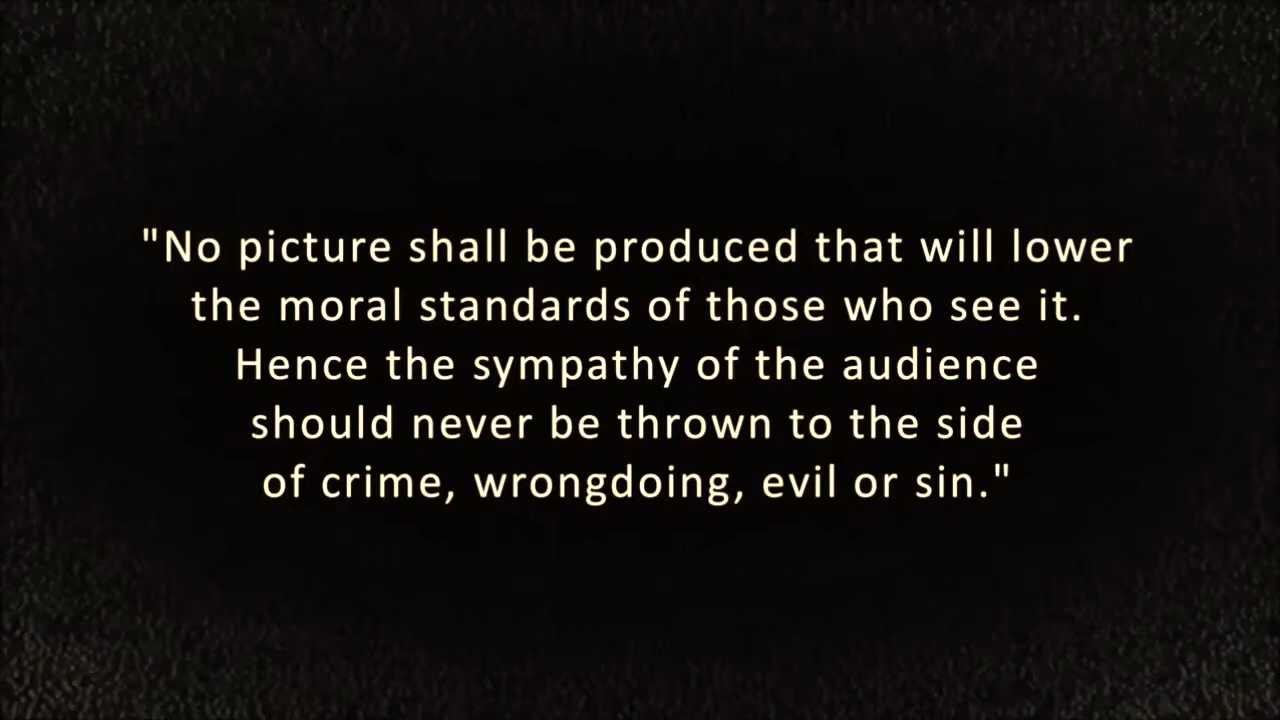 "No picture shall be produced that will lower
the moral standards of those who see it.
Hence the sympathy of the audience
should never be thrown to the side
of crime, wrongdoing, evil or sin."